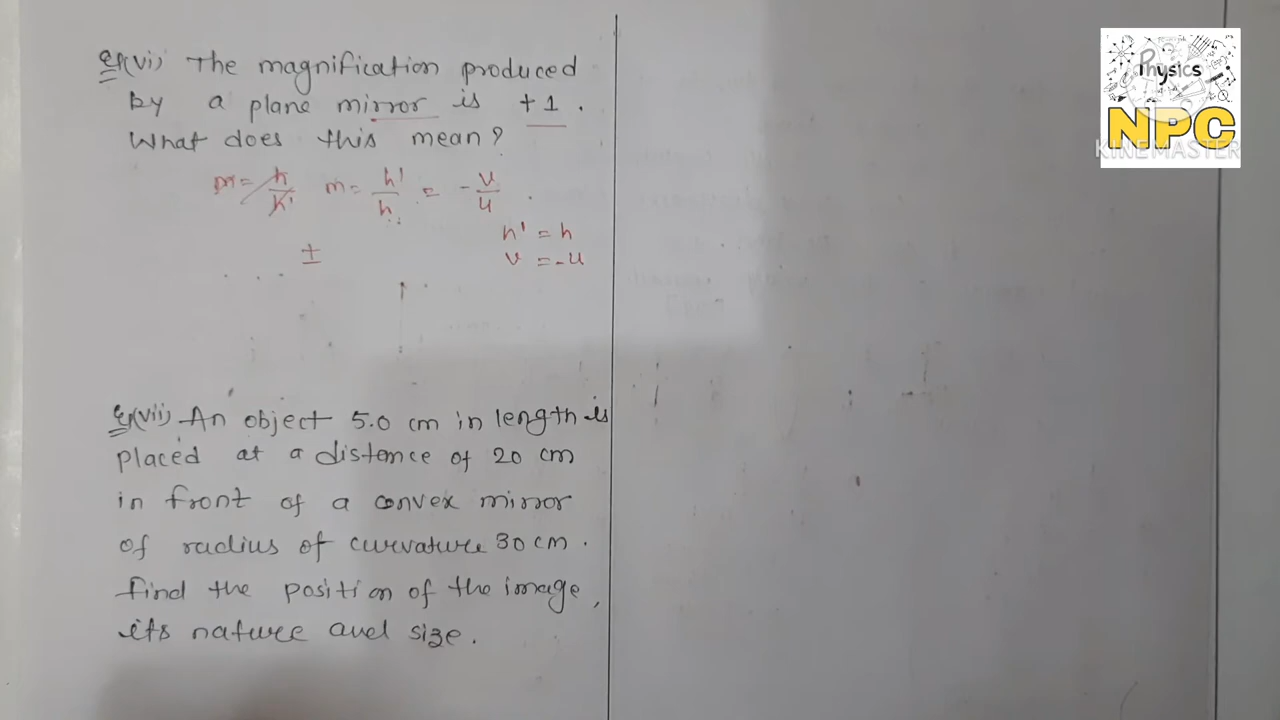 Ex(vi) The magnification produced
by a plane mirror is +1.
What does this mean?
m = h/h' m = h'/h = -v/u
h' = h
v = -u
±
Ex(vii) An object 5.0 cm in length is
placed at a distance of 20 cm
in front of a convex mirror
of radius of curvature 30 cm.
find the position of the image,
its nature and size.
Physics
NPC
KINEMASTER